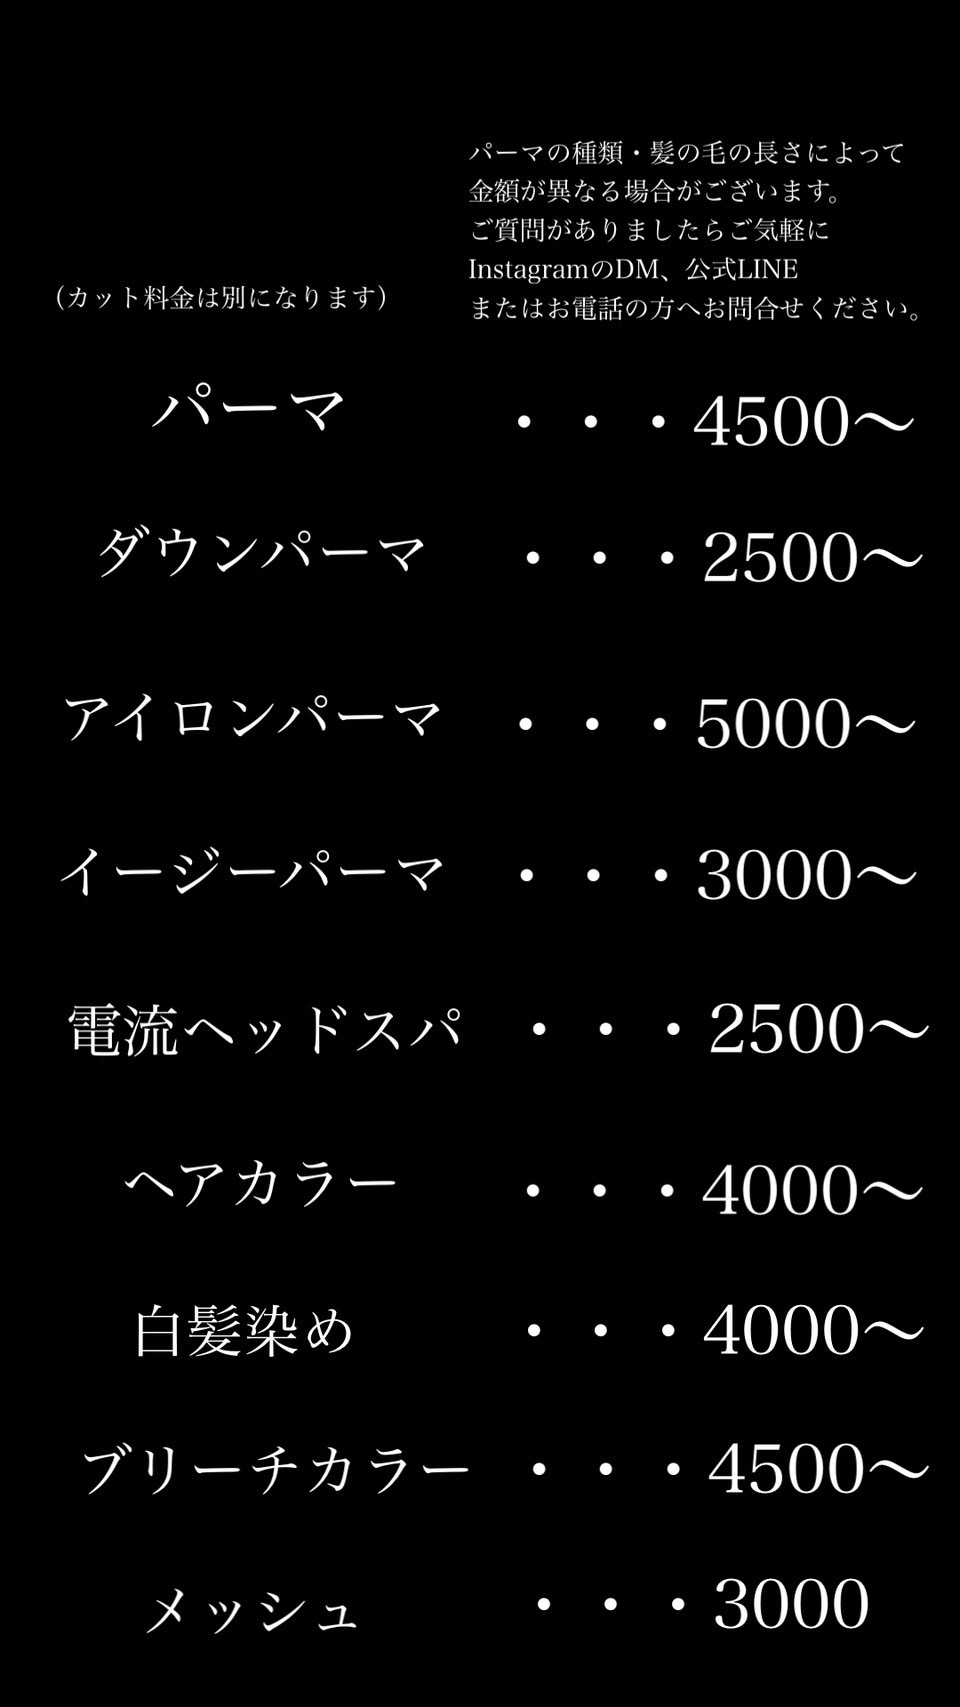 パーマの種類・髪の毛の長さによって
金額が異なる場合がございます。
ご質問がありましたらご気軽に
InstagramのDM、公式LINE
またはお電話の方へお問合せください。
（カット料金は別になります）
パーマ ・・・4500〜
ダウンパーマ ・・・2500〜
アイロンパーマ ・・・5000〜
イージーパーマ ・・・3000〜
電流ヘッドスパ ・・・2500〜
ヘアカラー ・・・4000〜
白髪染め ・・・4000〜
ブリーチカラー ・・・4500〜
メッシュ ・・・3000